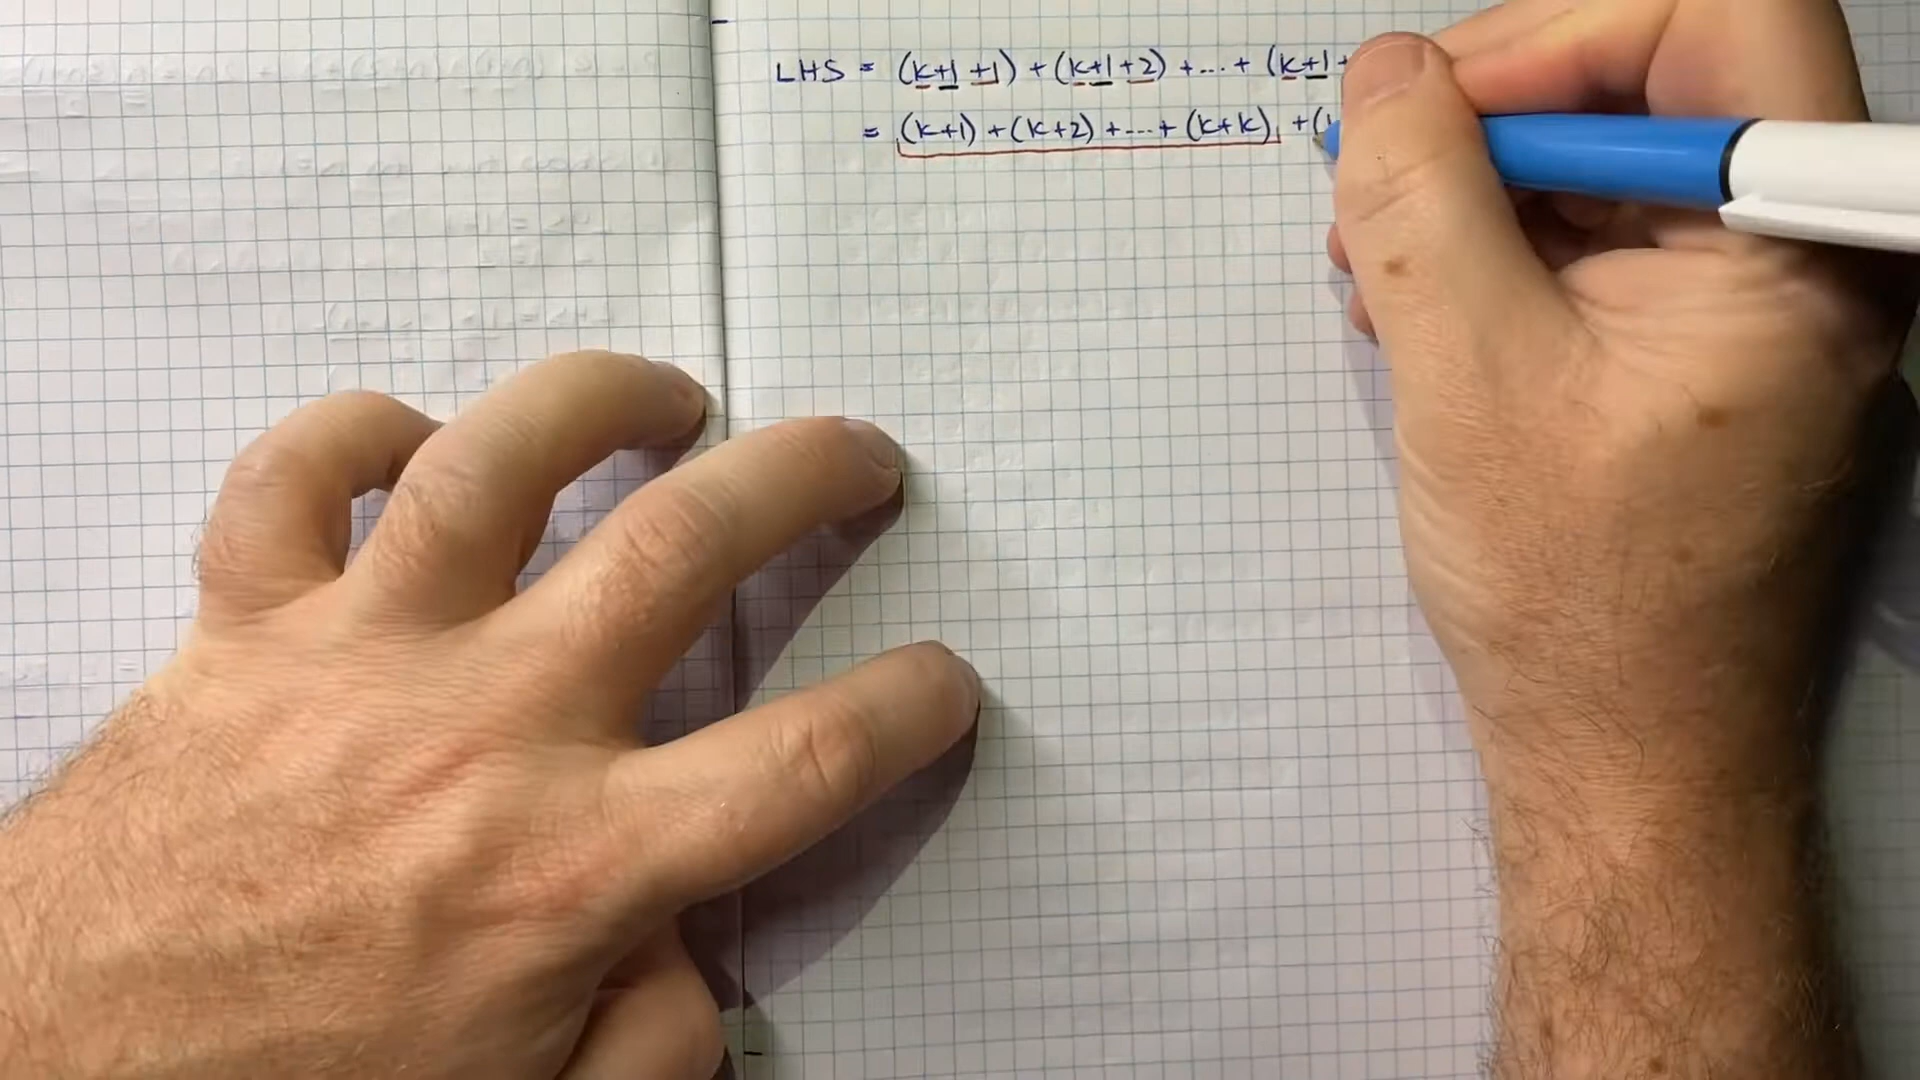 LHS = (k+1+1) + (k+1+2) + ... + (k+1+
= (k+1) + (k+2) + ... + (k+k) + (